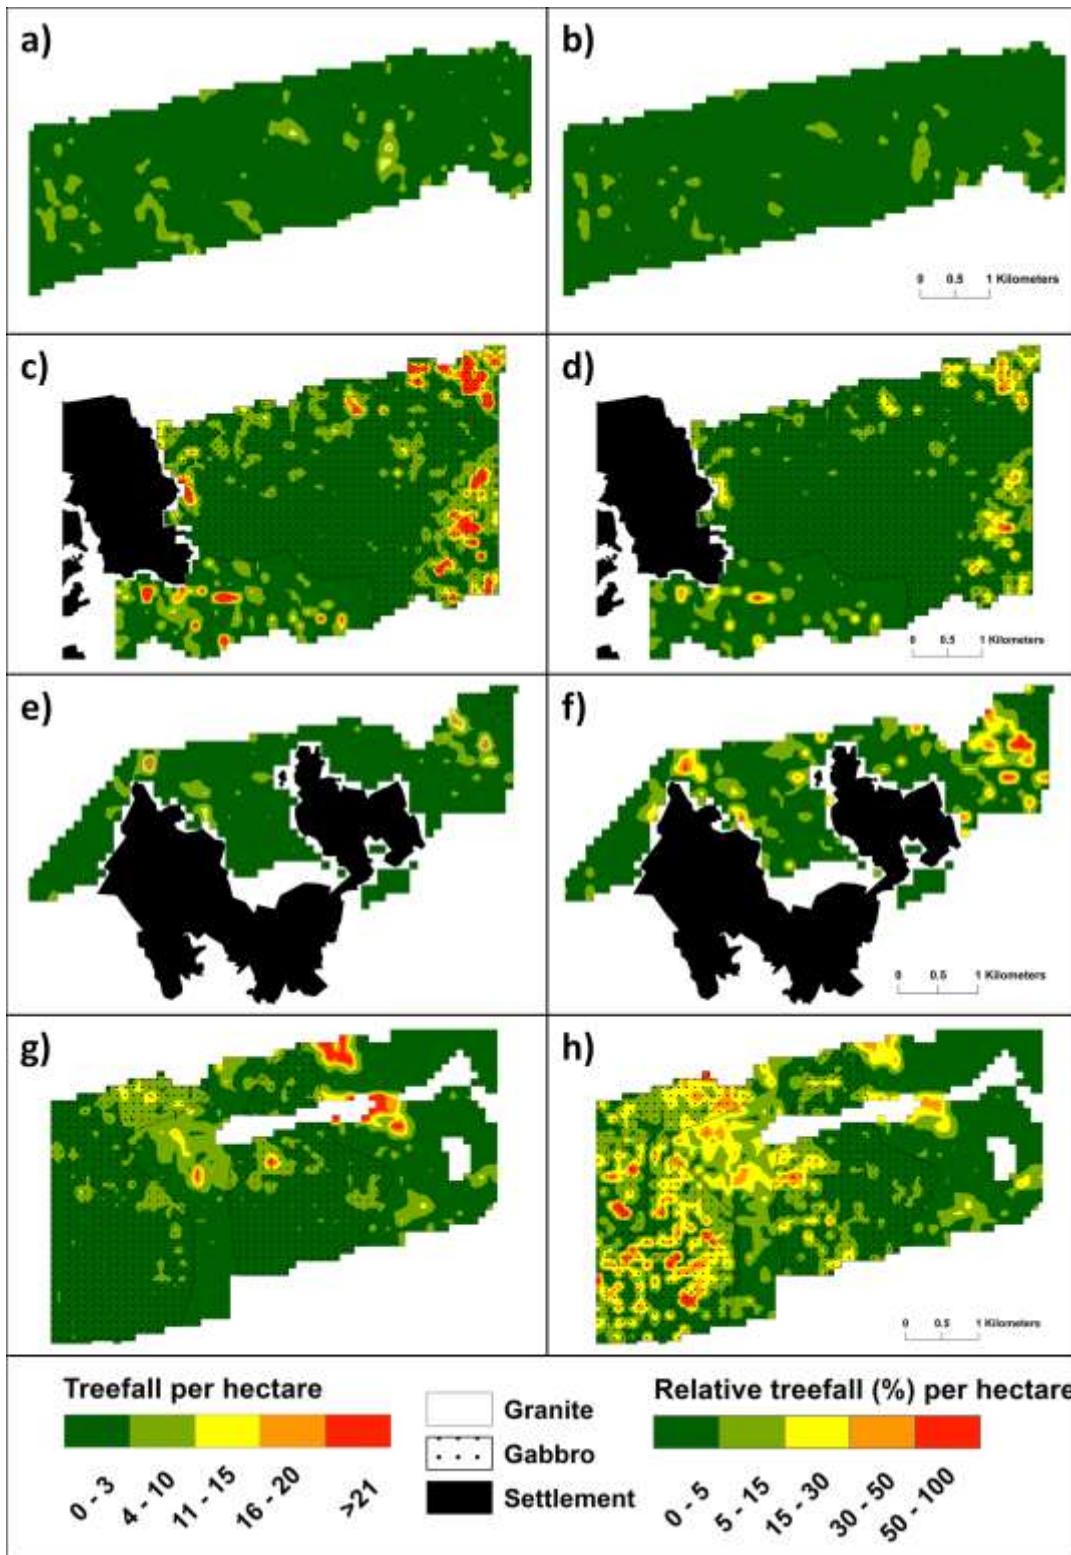 a)
b)
0 0.5 1 Kilometers
c)
d)
0 0.5 1 Kilometers
e)
f)
0 0.5 1 Kilometers
g)
h)
0 0.5 1 Kilometers
Treefall per hectare
0 - 3
4 - 10
11 - 15
16 - 20
>21
Granite
Gabbro
Settlement
Relative treefall (%) per hectare
0 - 5
5 - 15
15 - 30
30 - 50
50 - 100